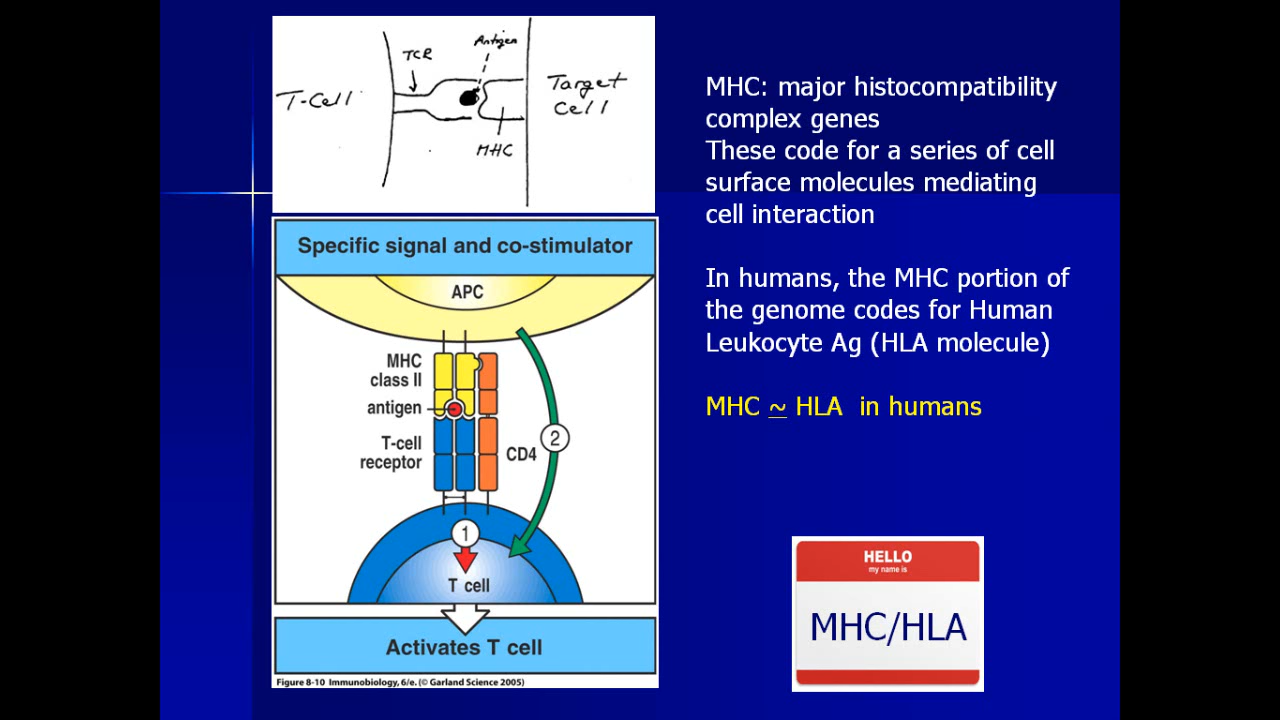 T-Cell
TCR
Antigen
Target
Cell
MHC
Specific signal and co-stimulator
APC
MHC
class II
antigen
T-cell
receptor
CD4
2
1
T cell
Activates T cell
Figure 8-10 Immunobiology, 6/e. (© Garland Science 2005)
MHC: major histocompatibility
complex genes
These code for a series of cell
surface molecules mediating
cell interaction
In humans, the MHC portion of
the genome codes for Human
Leukocyte Ag (HLA molecule)
MHC ~ HLA in humans
HELLO
my name is
MHC/HLA